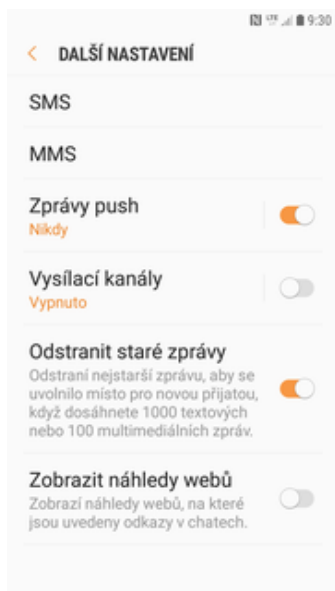 9:30
DALŠÍ NASTAVENÍ
SMS
MMS
Zprávy push
Nikdy
Vysílací kanály
Vypnuto
Odstranit staré zprávy
Odstraní nejstarší zprávu, aby se
uvolnilo místo pro novou přijatou,
když dosáhnete 1000 textových
nebo 100 multimediálních zpráv.
Zobrazit náhledy webů
Zobrazí náhledy webů, na které
jsou uvedeny odkazy v chatech.